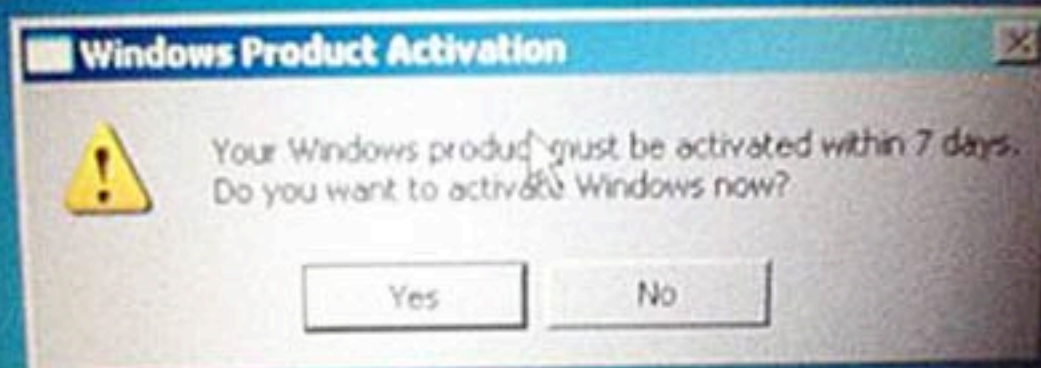 Windows Product Activation
Your Windows product must be activated within 7 days.
Do you want to activate Windows now?
Yes
No